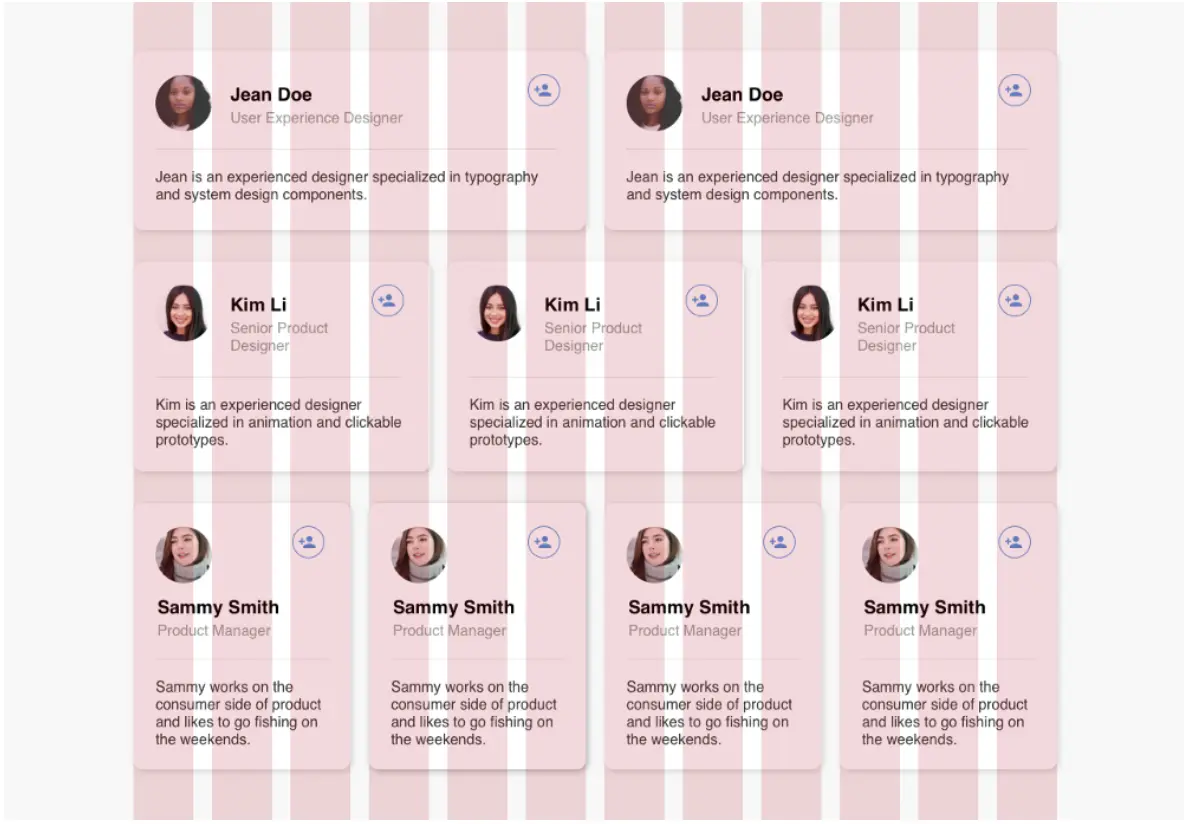 Jean Doe
User Experience Designer
Jean is an experienced designer specialized in typography
and system design components.
Jean Doe
User Experience Designer
Jean is an experienced designer specialized in typography
and system design components.
Kim Li
Senior Product
Designer
Kim is an experienced designer
specialized in animation and clickable
prototypes.
Kim Li
Senior Product
Designer
Kim is an experienced designer
specialized in animation and clickable
prototypes.
Kim Li
Senior Product
Designer
Kim is an experienced designer
specialized in animation and clickable
prototypes.
Sammy Smith
Product Manager
Sammy works on the
consumer side of product
and likes to go fishing on
the weekends.
Sammy Smith
Product Manager
Sammy works on the
consumer side of product
and likes to go fishing on
the weekends.
Sammy Smith
Product Manager
Sammy works on the
consumer side of product
and likes to go fishing on
the weekends.
Sammy Smith
Product Manager
Sammy works on the
consumer side of product
and likes to go fishing on
the weekends.